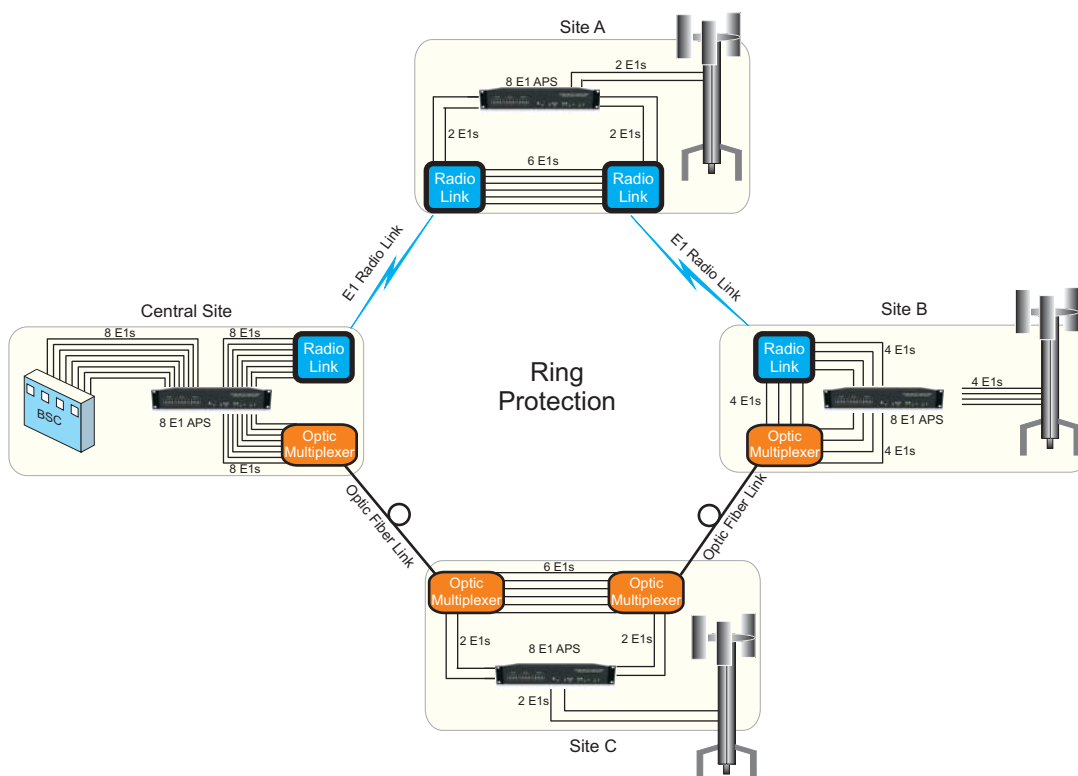 Site A
2 E1s
8 E1 APS
2 E1s
2 E1s
6 E1s
Radio
Link
Radio
Link
E1 Radio Link
E1 Radio Link
Central Site
8 E1s
8 E1s
Radio
Link
BSC
8 E1 APS
Optic
Multiplexer
8 E1s
Ring
Protection
Site B
Radio
Link
4 E1s
4 E1s
4 E1s
8 E1 APS
Optic
Multiplexer
4 E1s
Optic Fiber Link
Optic Fiber Link
6 E1s
Optic
Multiplexer
Optic
Multiplexer
2 E1s
2 E1s
8 E1 APS
2 E1s
Site C